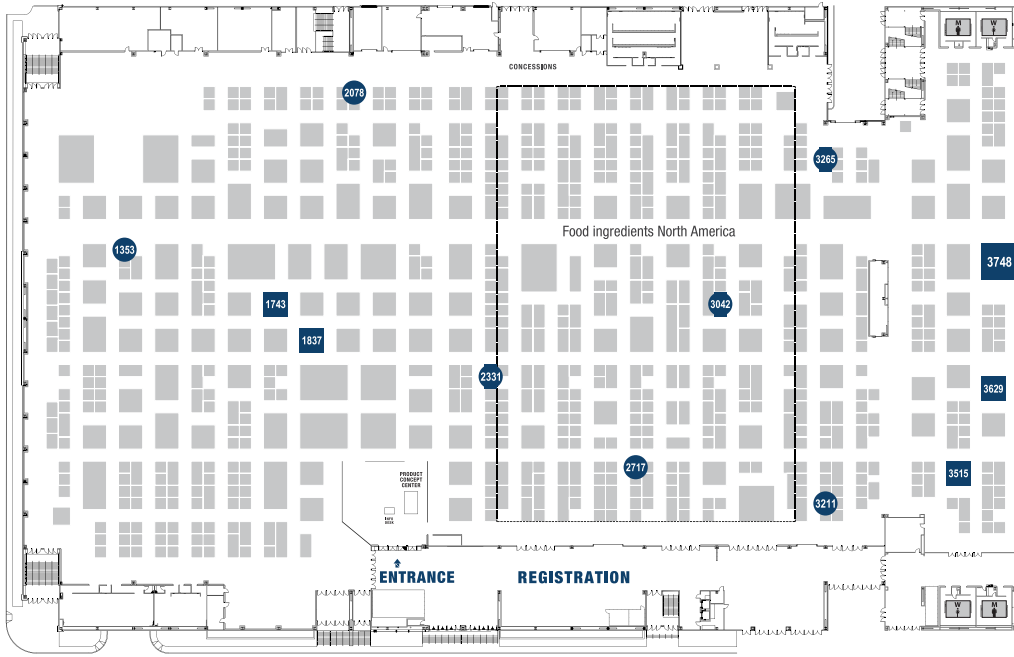 M
W
CONCESSIONS
2078
3265
Food ingredients North America
1353
3748
1743
3042
1837
2331
3629
2717
PRODUCT
CONCEPT
CENTER
3515
3211
ENTRANCE
REGISTRATION
W
M